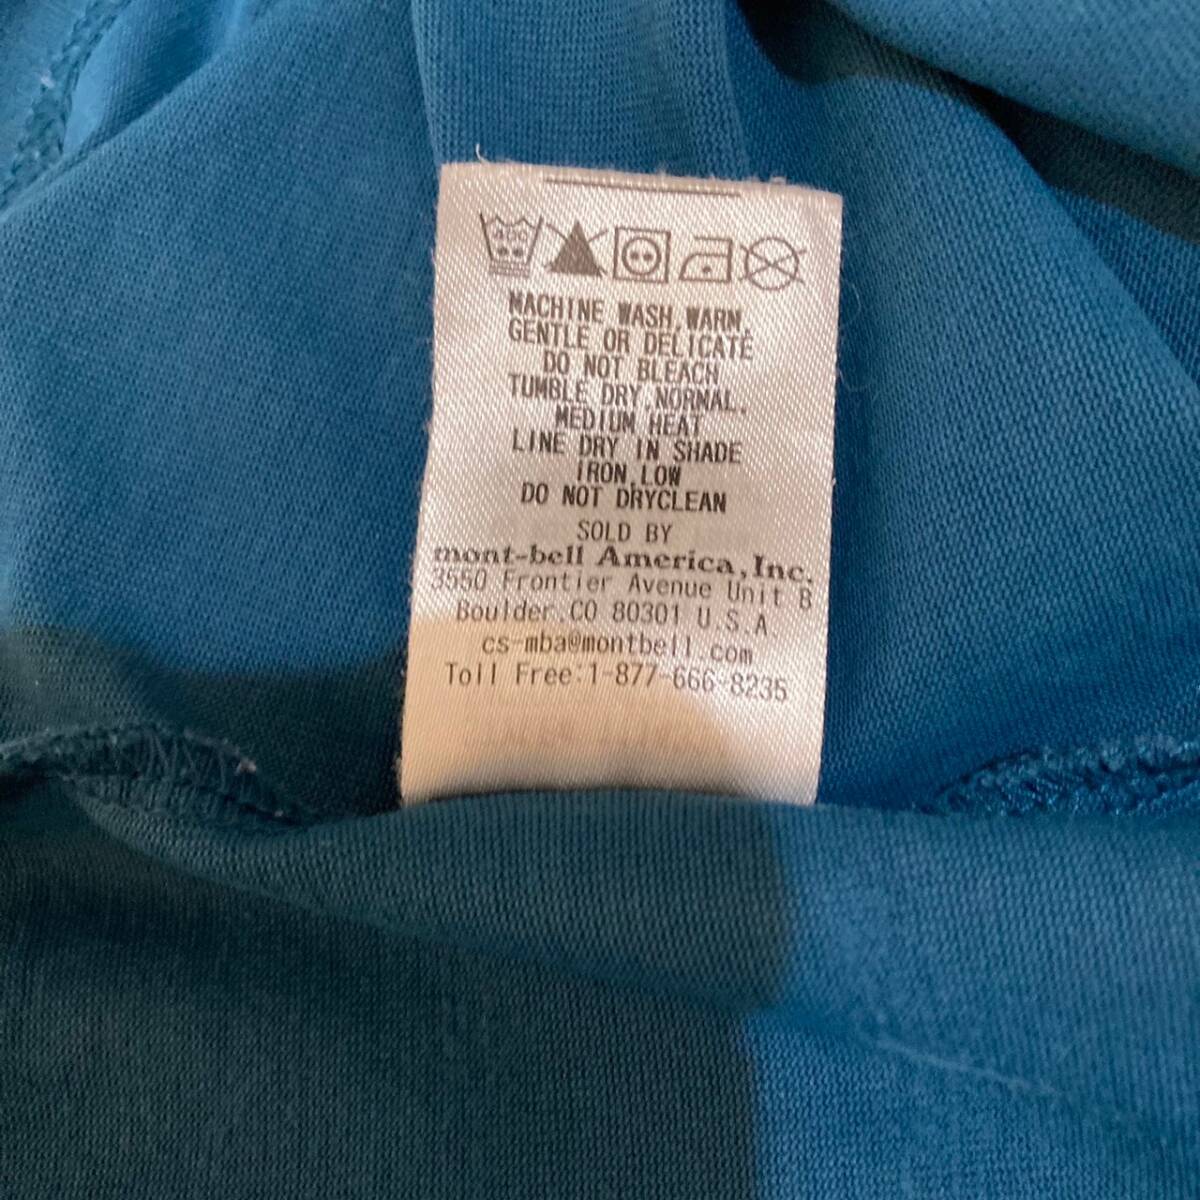 MACHINE WASH,WARM,
GENTLE OR DELICATE
DO NOT BLEACH
TUMBLE DRY,NORMAL.
MEDIUM HEAT
LINE DRY IN SHADE
IRON,LOW
DO NOT DRYCLEAN
SOLD BY
mont-bell America,Inc.
3550 Frontier Avenue Unit B
Boulder,CO 80301 U.S.A.
cs-mba@montbell.com
Toll Free:1-877-666-8235